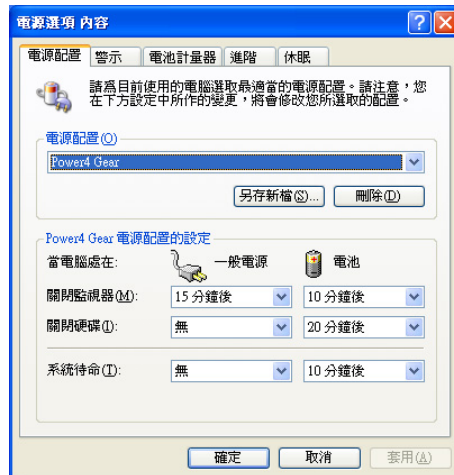 電源選項 內容
電源配置 警示 電池計量器 進階 休眠
請為目前使用的電腦選取最適當的電源配置。請注意，您
在下方設定中所作的變更，將會修改您所選取的配置。
電源配置(O)
Power4 Gear
另存新檔(S)... 刪除(D)
Power4 Gear 電源配置的設定
當電腦處在: 一般電源 電池
關閉監視器(M): 15 分鐘後 10 分鐘後
關閉硬碟(I): 無 20 分鐘後
系統待命(T): 無 10 分鐘後
確定 取消 套用(A)